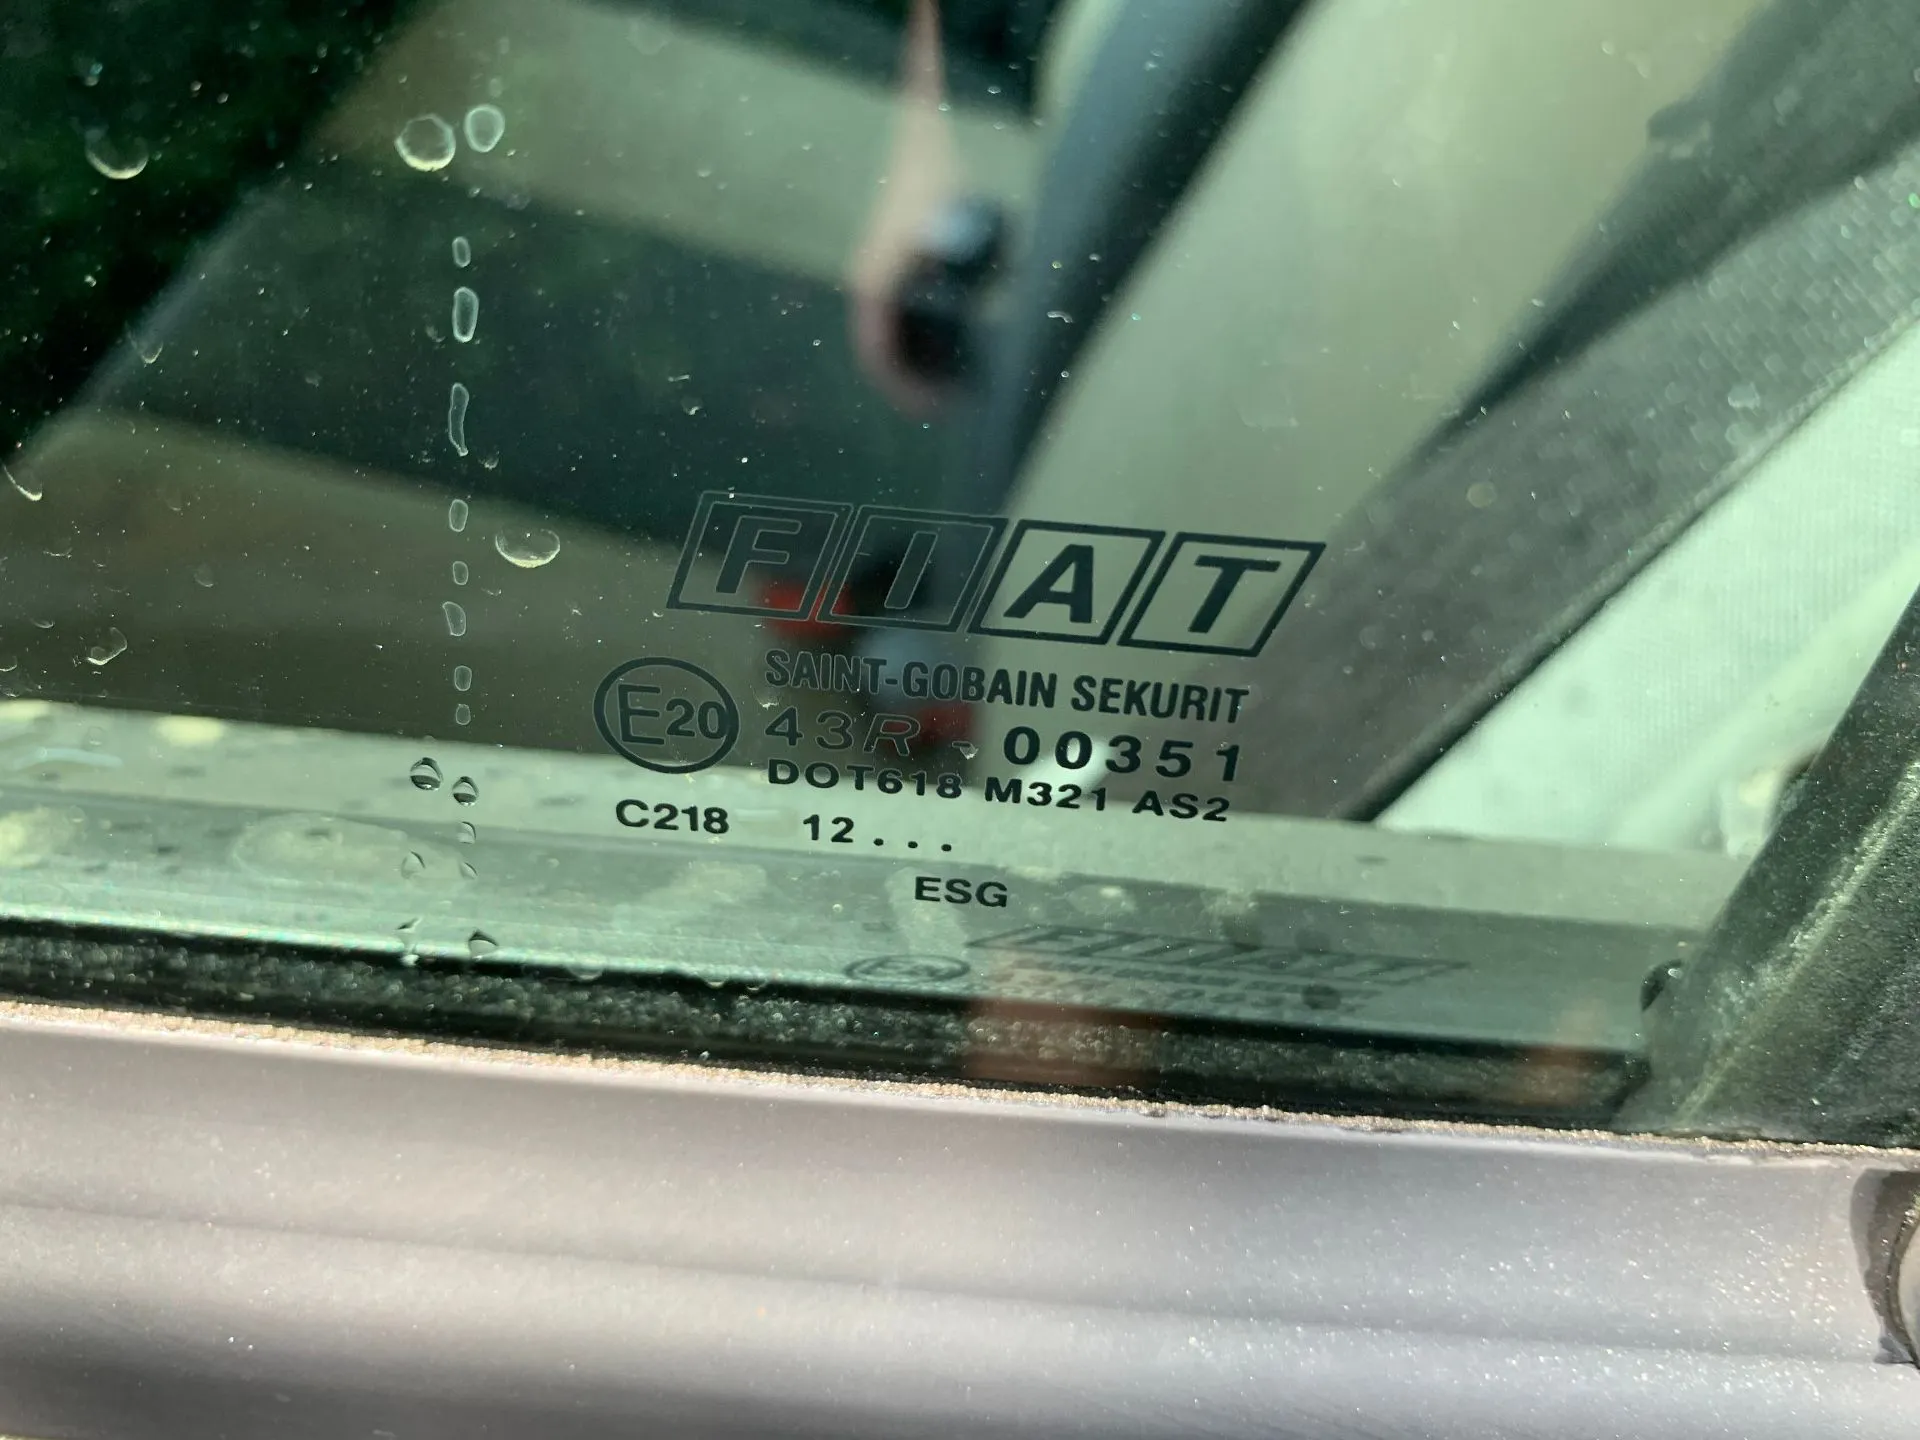 FIAT
SAINT-GOBAIN SEKURIT
E20 43R - 00351
DOT618 M321 AS2
C218 12...
ESG